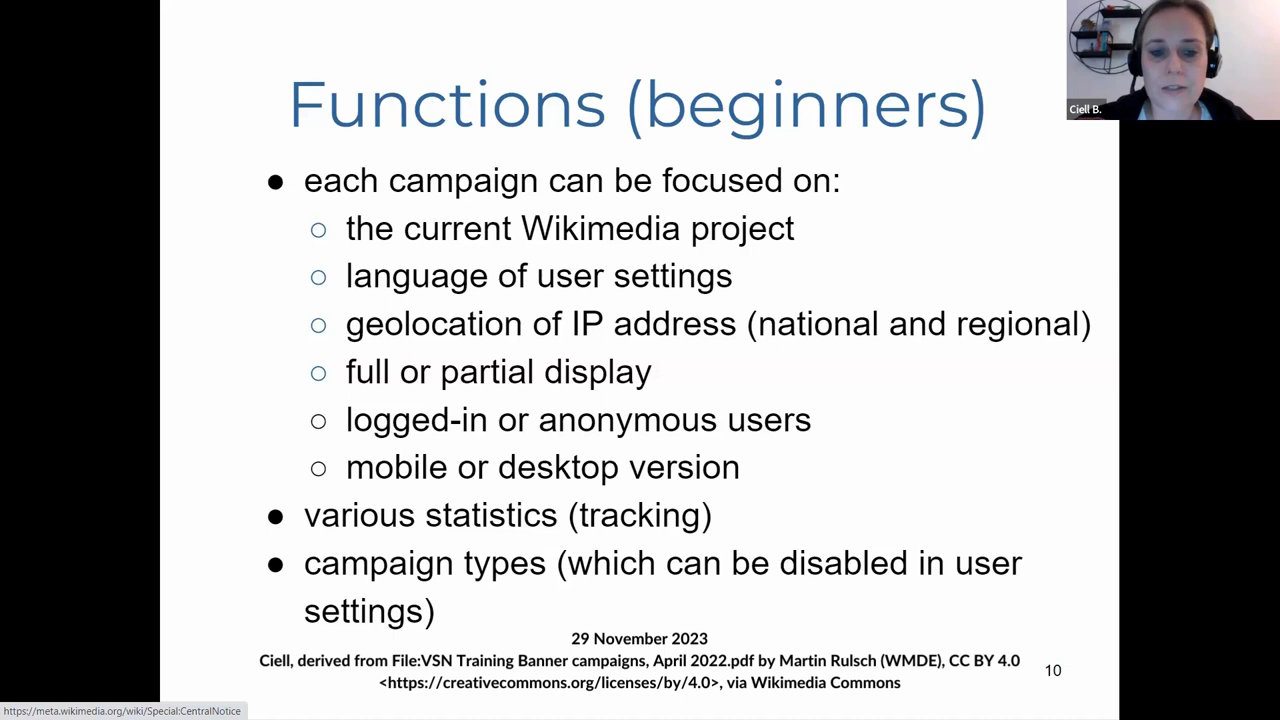 Functions (beginners)
Ciell B.
● each campaign can be focused on:
○ the current Wikimedia project
○ language of user settings
○ geolocation of IP address (national and regional)
○ full or partial display
○ logged-in or anonymous users
○ mobile or desktop version
● various statistics (tracking)
● campaign types (which can be disabled in user
settings)
29 November 2023
Ciell, derived from File:VSN Training Banner campaigns, April 2022.pdf by Martin Rulsch (WMDE), CC BY 4.0
<https://creativecommons.org/licenses/by/4.0>, via Wikimedia Commons
10
https://meta.wikimedia.org/wiki/Special:CentralNotice